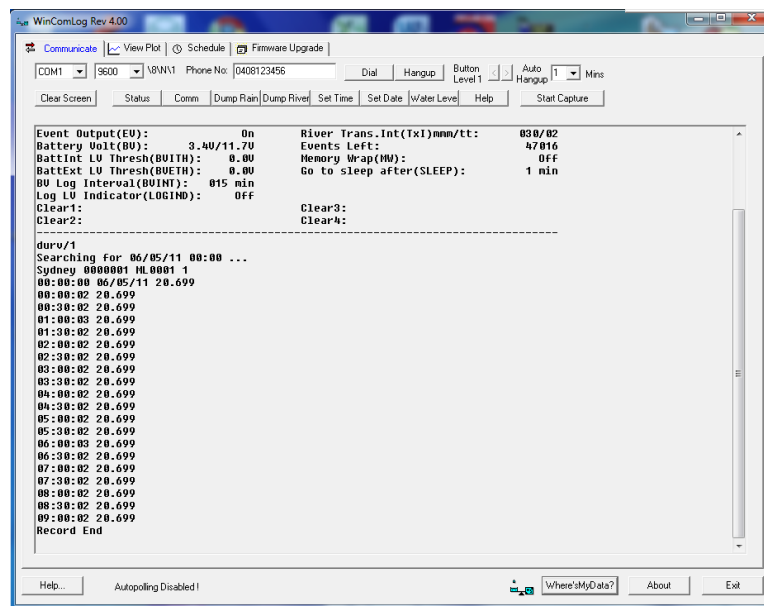 WinComLog Rev 4.00
Communicate View Plot Schedule Firmware Upgrade
COM1 9600 \8\N\1 Phone No: 0408123456 Dial Hangup Button Level 1 < > Auto Hangup 1 Mins
Clear Screen Status Comm Dump Rain Dump River Set Time Set Date Water Leve Help Start Capture
Event Output(EV): On River Trans.Int(TxI)mmm/tt: 030/02
Battery Volt(BV): 3.4V/11.7V Events Left: 47016
BattInt LV Thresh(BVITH): 0.0V Memory Wrap(MW): Off
BattExt LV Thresh(BVETH): 0.0V Go to sleep after(SLEEP): 1 min
BV Log Interval(BVINT): 015 min
Log LV Indicator(LOGIND): Off
Clear1: Clear3:
Clear2: Clear4:
--------------------------------------------------------------------------------
durv/1
Searching for 06/05/11 00:00 ...
Sydney 0000001 ML0001 1
00:00:00 06/05/11 20.699
00:00:02 20.699
00:30:02 20.699
01:00:03 20.699
01:30:02 20.699
02:00:02 20.699
02:30:02 20.699
03:00:02 20.699
03:30:02 20.699
04:00:02 20.699
04:30:02 20.699
05:00:02 20.699
05:30:02 20.699
06:00:03 20.699
06:30:02 20.699
07:00:02 20.699
07:30:02 20.699
08:00:02 20.699
08:30:02 20.699
09:00:02 20.699
Record End
Help... Autopolling Disabled ! Where'sMyData? About Exit